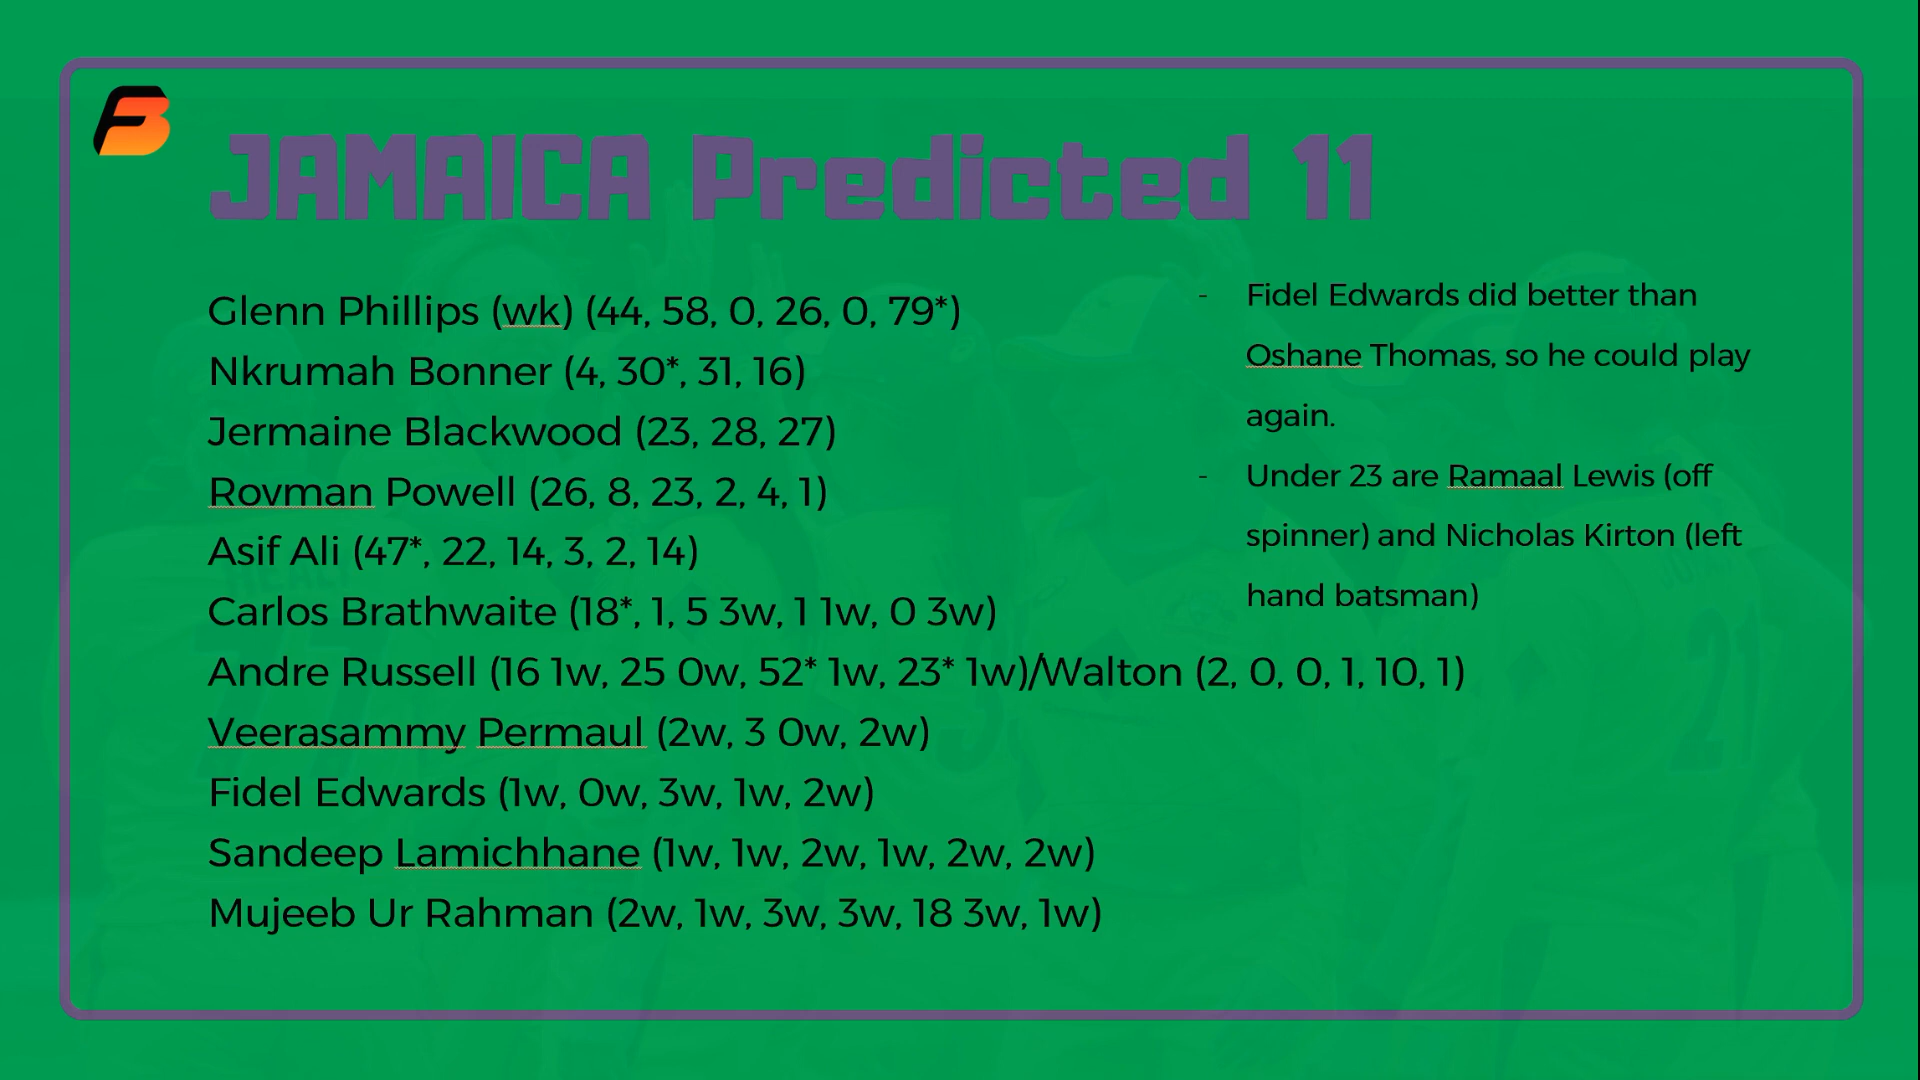 FB
JAMAICA Predicted 11
Glenn Phillips (wk) (44, 58, 0, 26, 0, 79*)
Nkrumah Bonner (4, 30*, 31, 16)
Jermaine Blackwood (23, 28, 27)
Rovman Powell (26, 8, 23, 2, 4, 1)
Asif Ali (47*, 22, 14, 3, 2, 14)
Carlos Brathwaite (18*, 1, 5 3w, 1 1w, 0 3w)
Andre Russell (16 1w, 25 0w, 52* 1w, 23* 1w)/Walton (2, 0, 0, 1, 10, 1)
Veerasammy Permaul (2w, 3 0w, 2w)
Fidel Edwards (1w, 0w, 3w, 1w, 2w)
Sandeep Lamichhane (1w, 1w, 2w, 1w, 2w, 2w)
Mujeeb Ur Rahman (2w, 1w, 3w, 3w, 18 3w, 1w)
- Fidel Edwards did better than
Oshane Thomas, so he could play
again.
- Under 23 are Ramaal Lewis (off
spinner) and Nicholas Kirton (left
hand batsman)